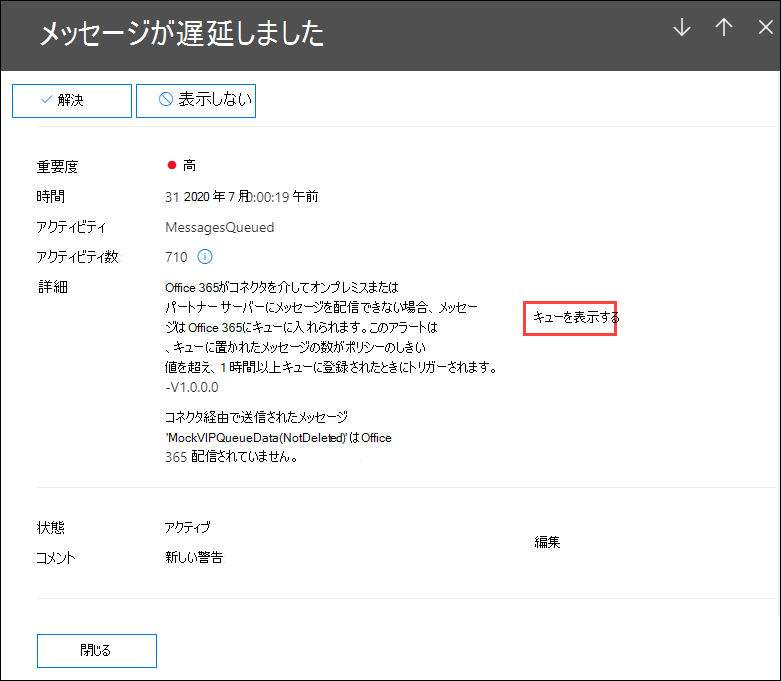 メッセージが遅延しました
解決
表示しない
重要度
高
時間
31 2020 年 7 月0:00:19 午前
アクティビティ
MessagesQueued
アクティビティ数
710
詳細
Office 365がコネクタを介してオンプレミスまたは
パートナー サーバーにメッセージを配信できない場合、メッセー
ジは Office 365にキューに入れられます。このアラートは
、キューに置かれたメッセージの数がポリシーのしきい
値を超え、1 時間以上キューに登録されたときにトリガーされます。
-V1.0.0.0
キューを表示する
コネクタ経由で送信されたメッセージ
'MockVIPQueueData(NotDeleted)'はOffice
365 配信されていません。
状態
アクティブ
コメント
新しい警告
編集
閉じる